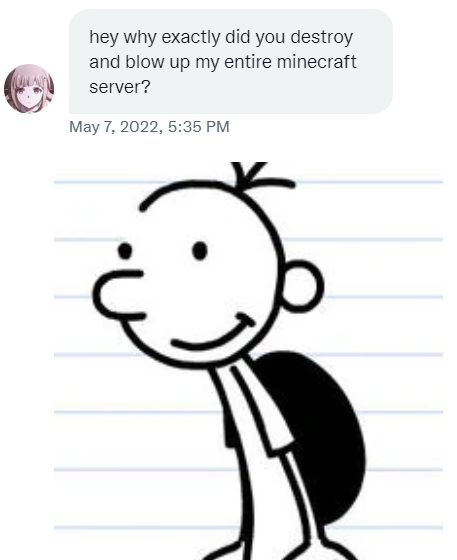 hey why exactly did you destroy
and blow up my entire minecraft
server?
May 7, 2022, 5:35 PM